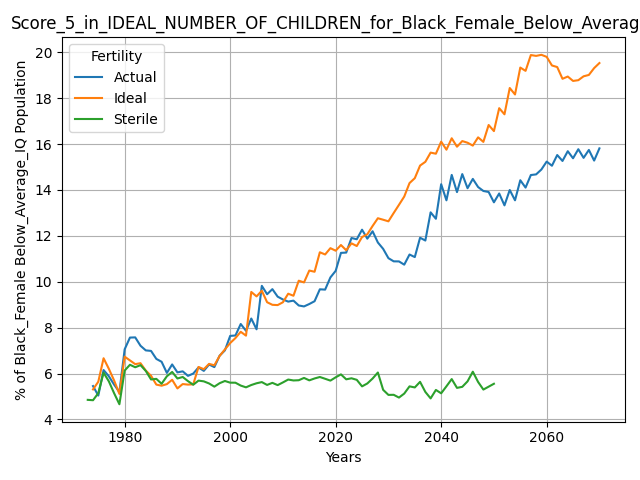 Score_5_in_IDEAL_NUMBER_OF_CHILDREN_for_Black_Female_Below_Averag
% of Black_Female Below_Average_IQ Population
20
18
16
14
12
10
8
6
4
Fertility
Actual
Ideal
Sterile
1980
2000
2020
2040
2060
Years